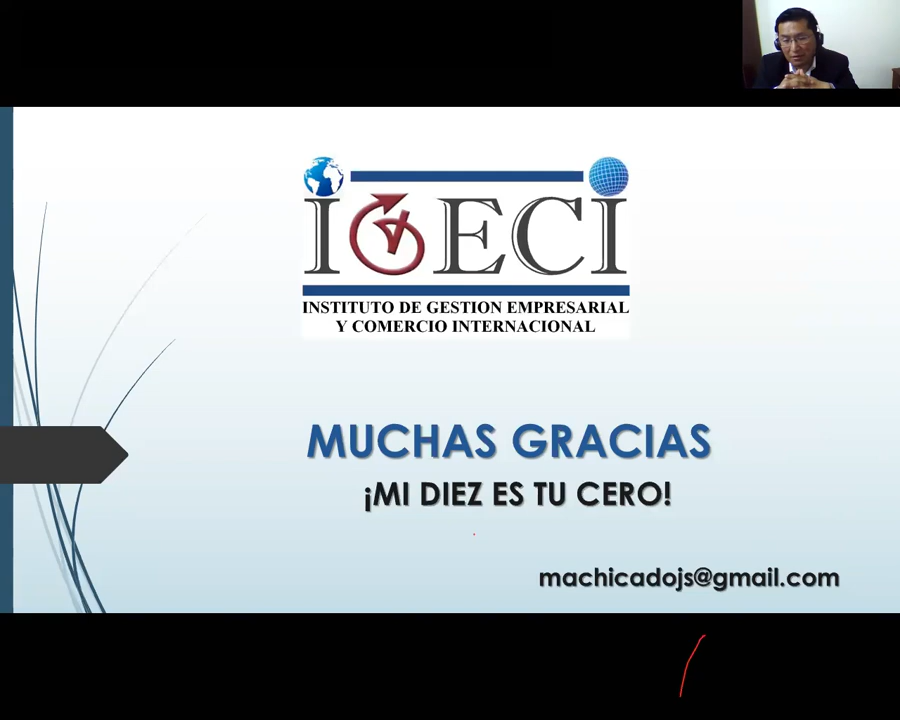 IGECI
INSTITUTO DE GESTION EMPRESARIAL
Y COMERCIO INTERNACIONAL
MUCHAS GRACIAS
¡MI DIEZ ES TU CERO!
machicadojs@gmail.com